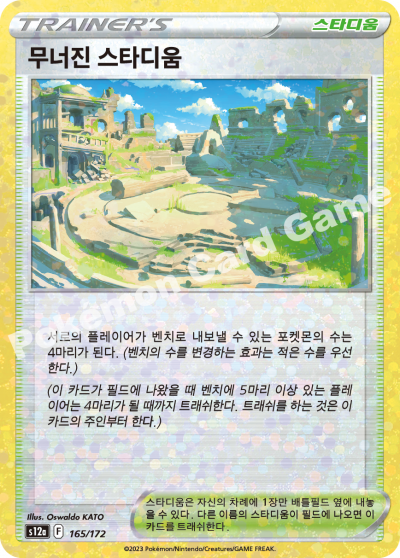 TRAINER'S
스타디움
무너진 스타디움
Pokémon Card Game
서로의 플레이어가 벤치로 내보낼 수 있는 포켓몬의 수는
4마리가 된다. (벤치의 수를 변경하는 효과는 적은 수를 우선
한다.)
(이 카드가 필드에 나왔을 때 벤치에 5마리 이상 있는 플레
이어는 4마리가 될 때까지 트래쉬한다. 트래쉬를 하는 것은 이
카드의 주인부터 한다.)
Illus. Oswaldo KATO
s12a F 165/172
스타디움은 자신의 차례에 1장만 배틀필드 옆에 내놓
을 수 있다. 다른 이름의 스타디움이 필드에 나오면 이
카드를 트래쉬한다.
©2023 Pokémon/Nintendo/Creatures/GAME FREAK.